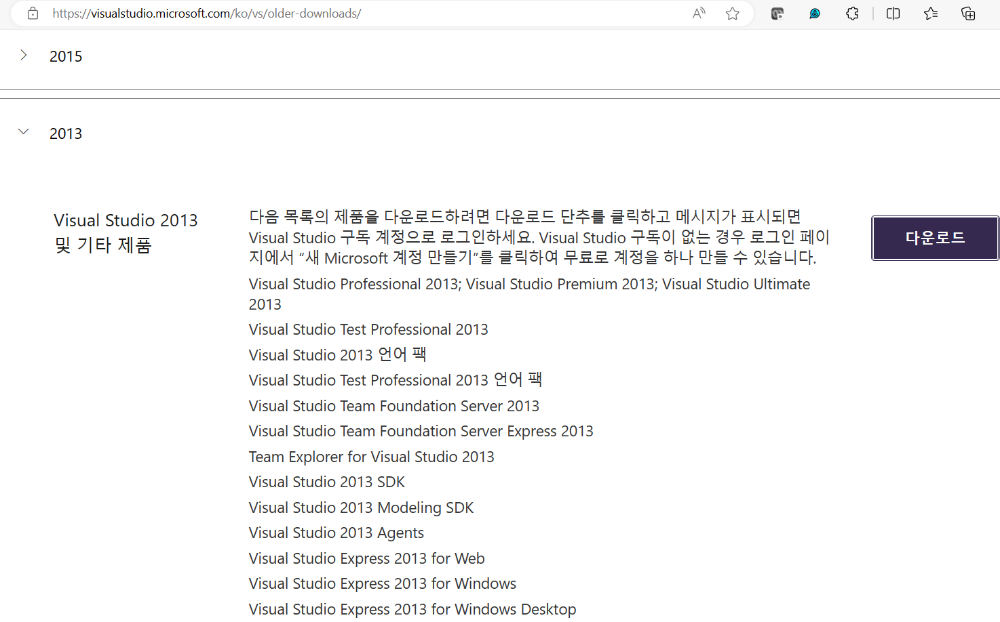 https://visualstudio.microsoft.com/ko/vs/older-downloads/
2015
2013
Visual Studio 2013
및 기타 제품
다음 목록의 제품을 다운로드하려면 다운로드 단추를 클릭하고 메시지가 표시되면
Visual Studio 구독 계정으로 로그인하세요. Visual Studio 구독이 없는 경우 로그인 페이
지에서 “새 Microsoft 계정 만들기”를 클릭하여 무료로 계정을 하나 만들 수 있습니다.
다운로드
Visual Studio Professional 2013; Visual Studio Premium 2013; Visual Studio Ultimate
2013
Visual Studio Test Professional 2013
Visual Studio 2013 언어 팩
Visual Studio Test Professional 2013 언어 팩
Visual Studio Team Foundation Server 2013
Visual Studio Team Foundation Server Express 2013
Team Explorer for Visual Studio 2013
Visual Studio 2013 SDK
Visual Studio 2013 Modeling SDK
Visual Studio 2013 Agents
Visual Studio Express 2013 for Web
Visual Studio Express 2013 for Windows
Visual Studio Express 2013 for Windows Desktop